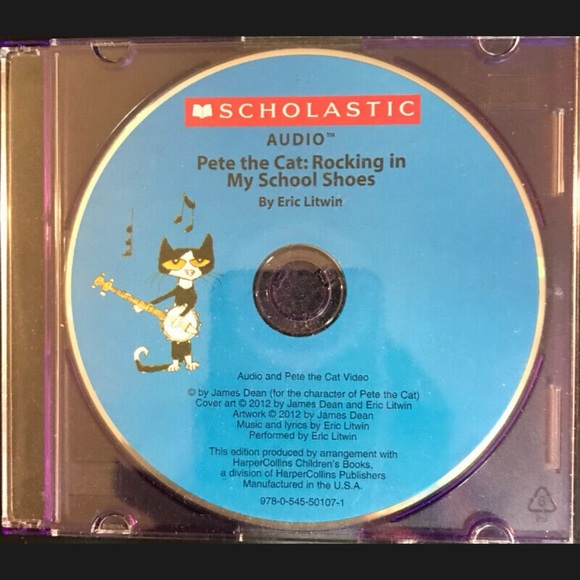 SCHOLASTIC
AUDIO™
Pete the Cat: Rocking in
My School Shoes
By Eric Litwin
Audio and Pete the Cat Video
© by James Dean (for the character of Pete the Cat)
Cover art © 2012 by James Dean and Eric Litwin
Artwork © 2012 by James Dean
Music and lyrics by Eric Litwin
Performed by Eric Litwin
This edition produced by arrangement with
HarperCollins Children's Books,
a division of HarperCollins Publishers
Manufactured in the U.S.A.
978-0-545-50107-1